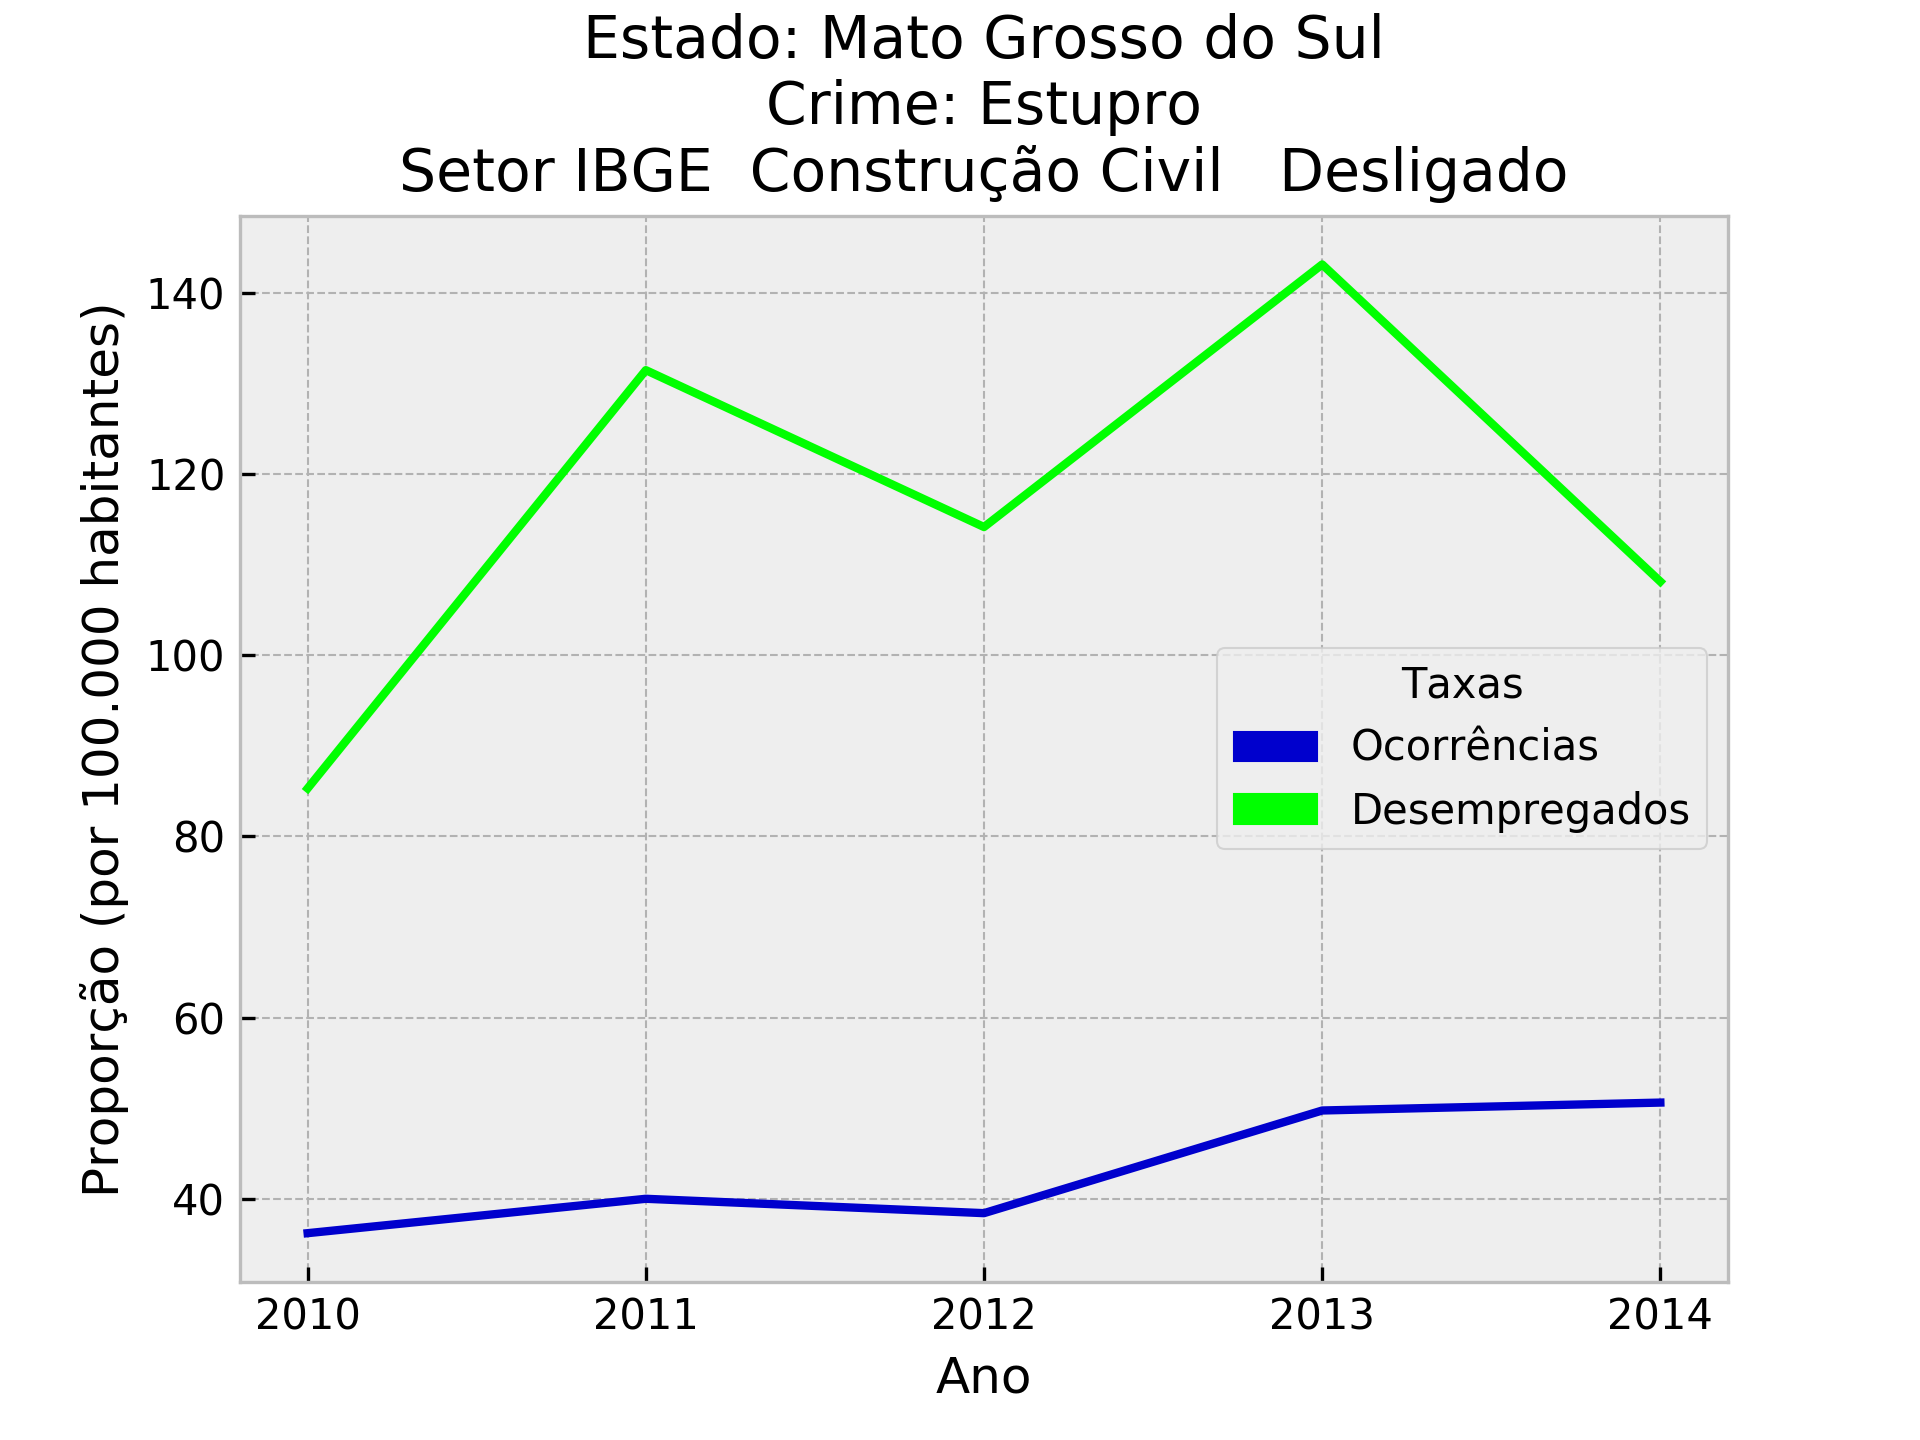 Estado: Mato Grosso do Sul
Crime: Estupro
Setor IBGE  Construção Civil   Desligado
Proporção (por 100.000 habitantes)
140
120
100
80
60
40
Taxas
Ocorrências
Desempregados
2010 2011 2012 2013 2014
Ano